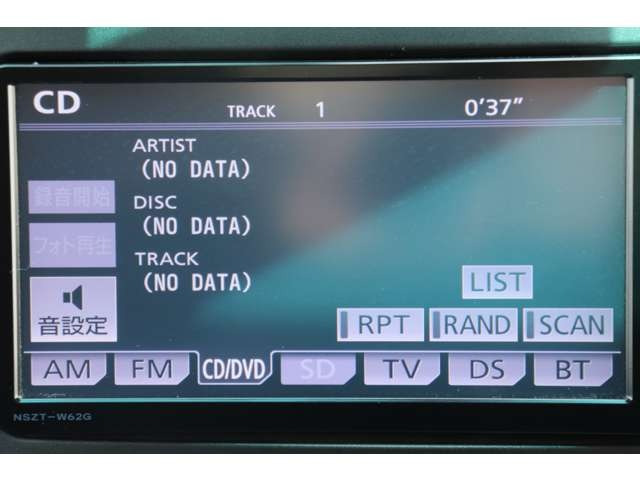 CD TRACK 1 0'37"
ARTIST
(NO DATA)
録音開始
DISC
(NO DATA)
フォト再生
TRACK
(NO DATA)
LIST
音設定
RPT RAND SCAN
AM FM CD/DVD SD TV DS BT
NSZT-W62G